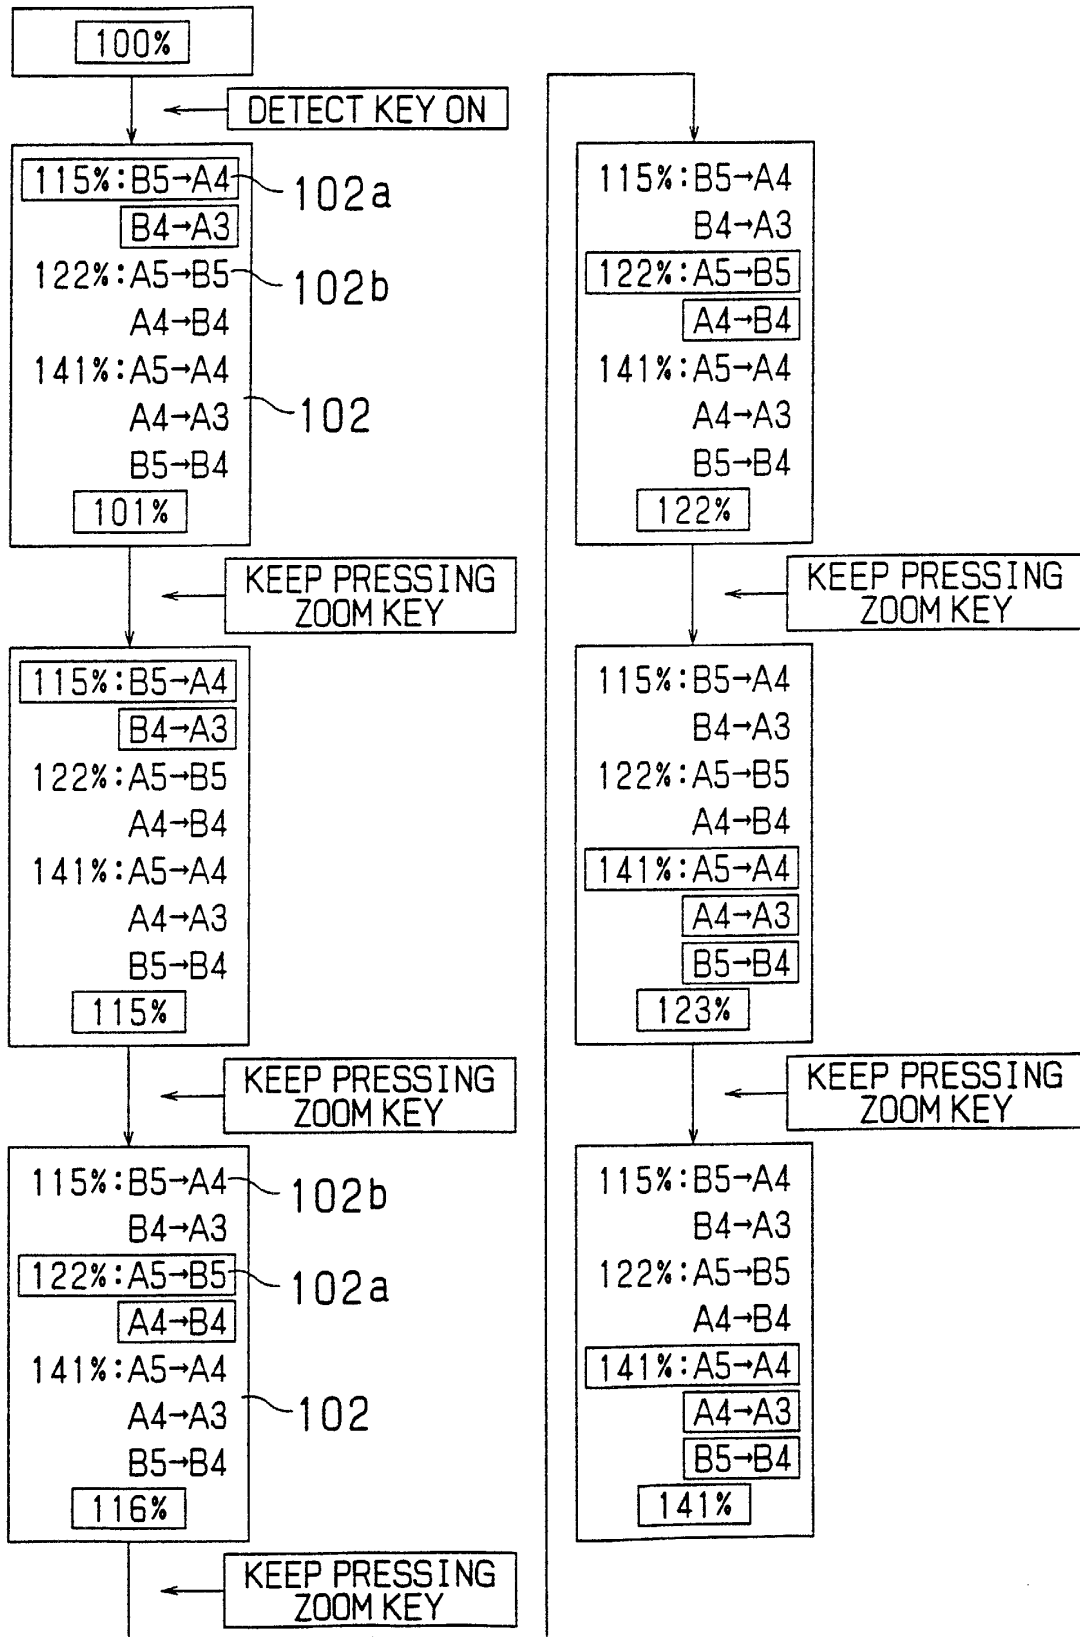 100%
DETECT KEY ON
115%:B5→A4
102a
B4→A3
122%:A5→B5
102b
A4→B4
141%:A5→A4
A4→A3
102
B5→B4
101%
KEEP PRESSING
ZOOM KEY
115%:B5→A4
B4→A3
122%:A5→B5
A4→B4
141%:A5→A4
A4→A3
B5→B4
115%
KEEP PRESSING
ZOOM KEY
115%:B5→A4
102b
B4→A3
122%:A5→B5
102a
A4→B4
141%:A5→A4
A4→A3
102
B5→B4
116%
KEEP PRESSING
ZOOM KEY
115%:B5→A4
B4→A3
122%:A5→B5
A4→B4
141%:A5→A4
A4→A3
B5→B4
122%
KEEP PRESSING
ZOOM KEY
115%:B5→A4
B4→A3
122%:A5→B5
A4→B4
141%:A5→A4
A4→A3
B5→B4
123%
KEEP PRESSING
ZOOM KEY
115%:B5→A4
B4→A3
122%:A5→B5
A4→B4
141%:A5→A4
A4→A3
B5→B4
141%